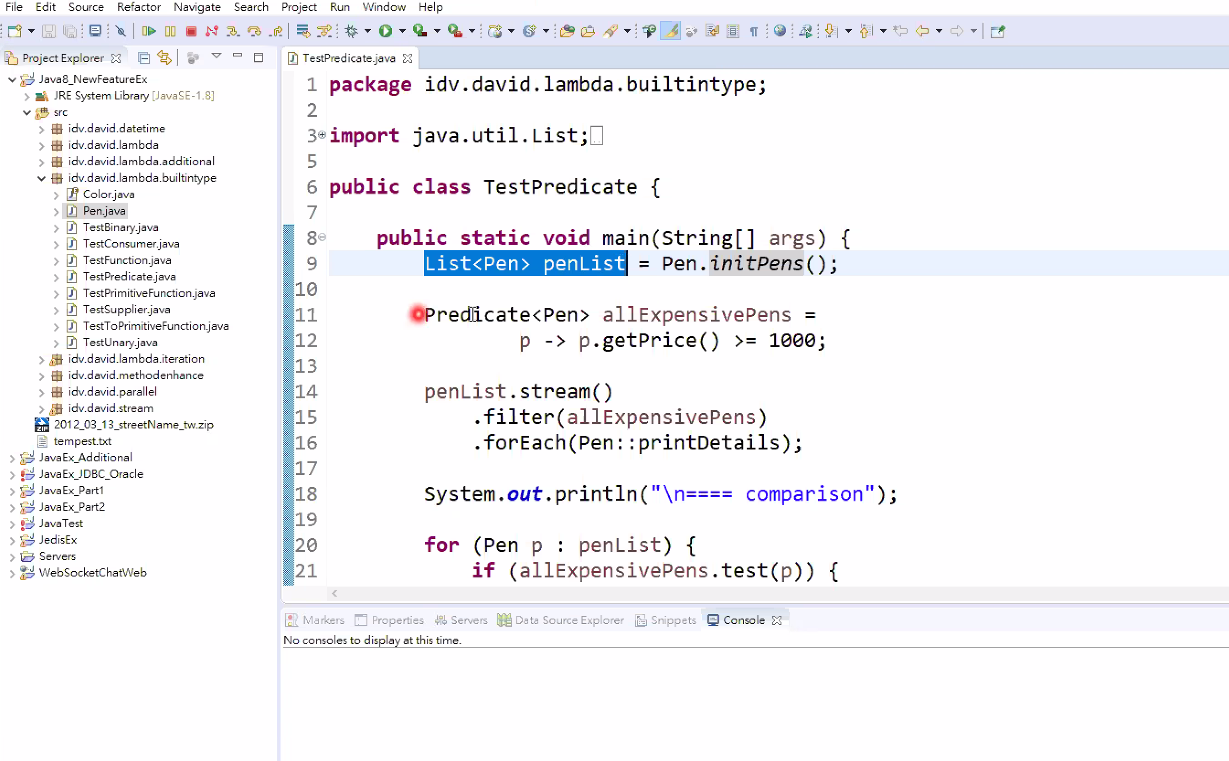 File Edit Source Refactor Navigate Search Project Run Window Help
Project Explorer
Java8_NewFeatureEx
JRE System Library [JavaSE-1.8]
src
idv.david.datetime
idv.david.lambda
idv.david.lambda.additional
idv.david.lambda.builtintype
Color.java
Pen.java
TestBinary.java
TestConsumer.java
TestFunction.java
TestPredicate.java
TestPrimitiveFunction.java
TestSupplier.java
TestToPrimitiveFunction.java
TestUnary.java
idv.david.lambda.iteration
idv.david.methodenhance
idv.david.parallel
idv.david.stream
2012_03_13_streetName_tw.zip
tempest.txt
JavaEx_Additional
JavaEx_JDBC_Oracle
JavaEx_Part1
JavaEx_Part2
JavaTest
JedisEx
Servers
WebSocketChatWeb
TestPredicate.java
1 package idv.david.lambda.builtintype;
2
3 import java.util.List;
5
6 public class TestPredicate {
7
8 public static void main(String[] args) {
9 List<Pen> penList = Pen.initPens();
10
11 Predicate<Pen> allExpensivePens =
12 p -> p.getPrice() >= 1000;
13
14 penList.stream()
15 .filter(allExpensivePens)
16 .forEach(Pen::printDetails);
17
18 System.out.println("\n==== comparison");
19
20 for (Pen p : penList) {
21 if (allExpensivePens.test(p)) {
Markers Properties Servers Data Source Explorer Snippets Console
No consoles to display at this time.